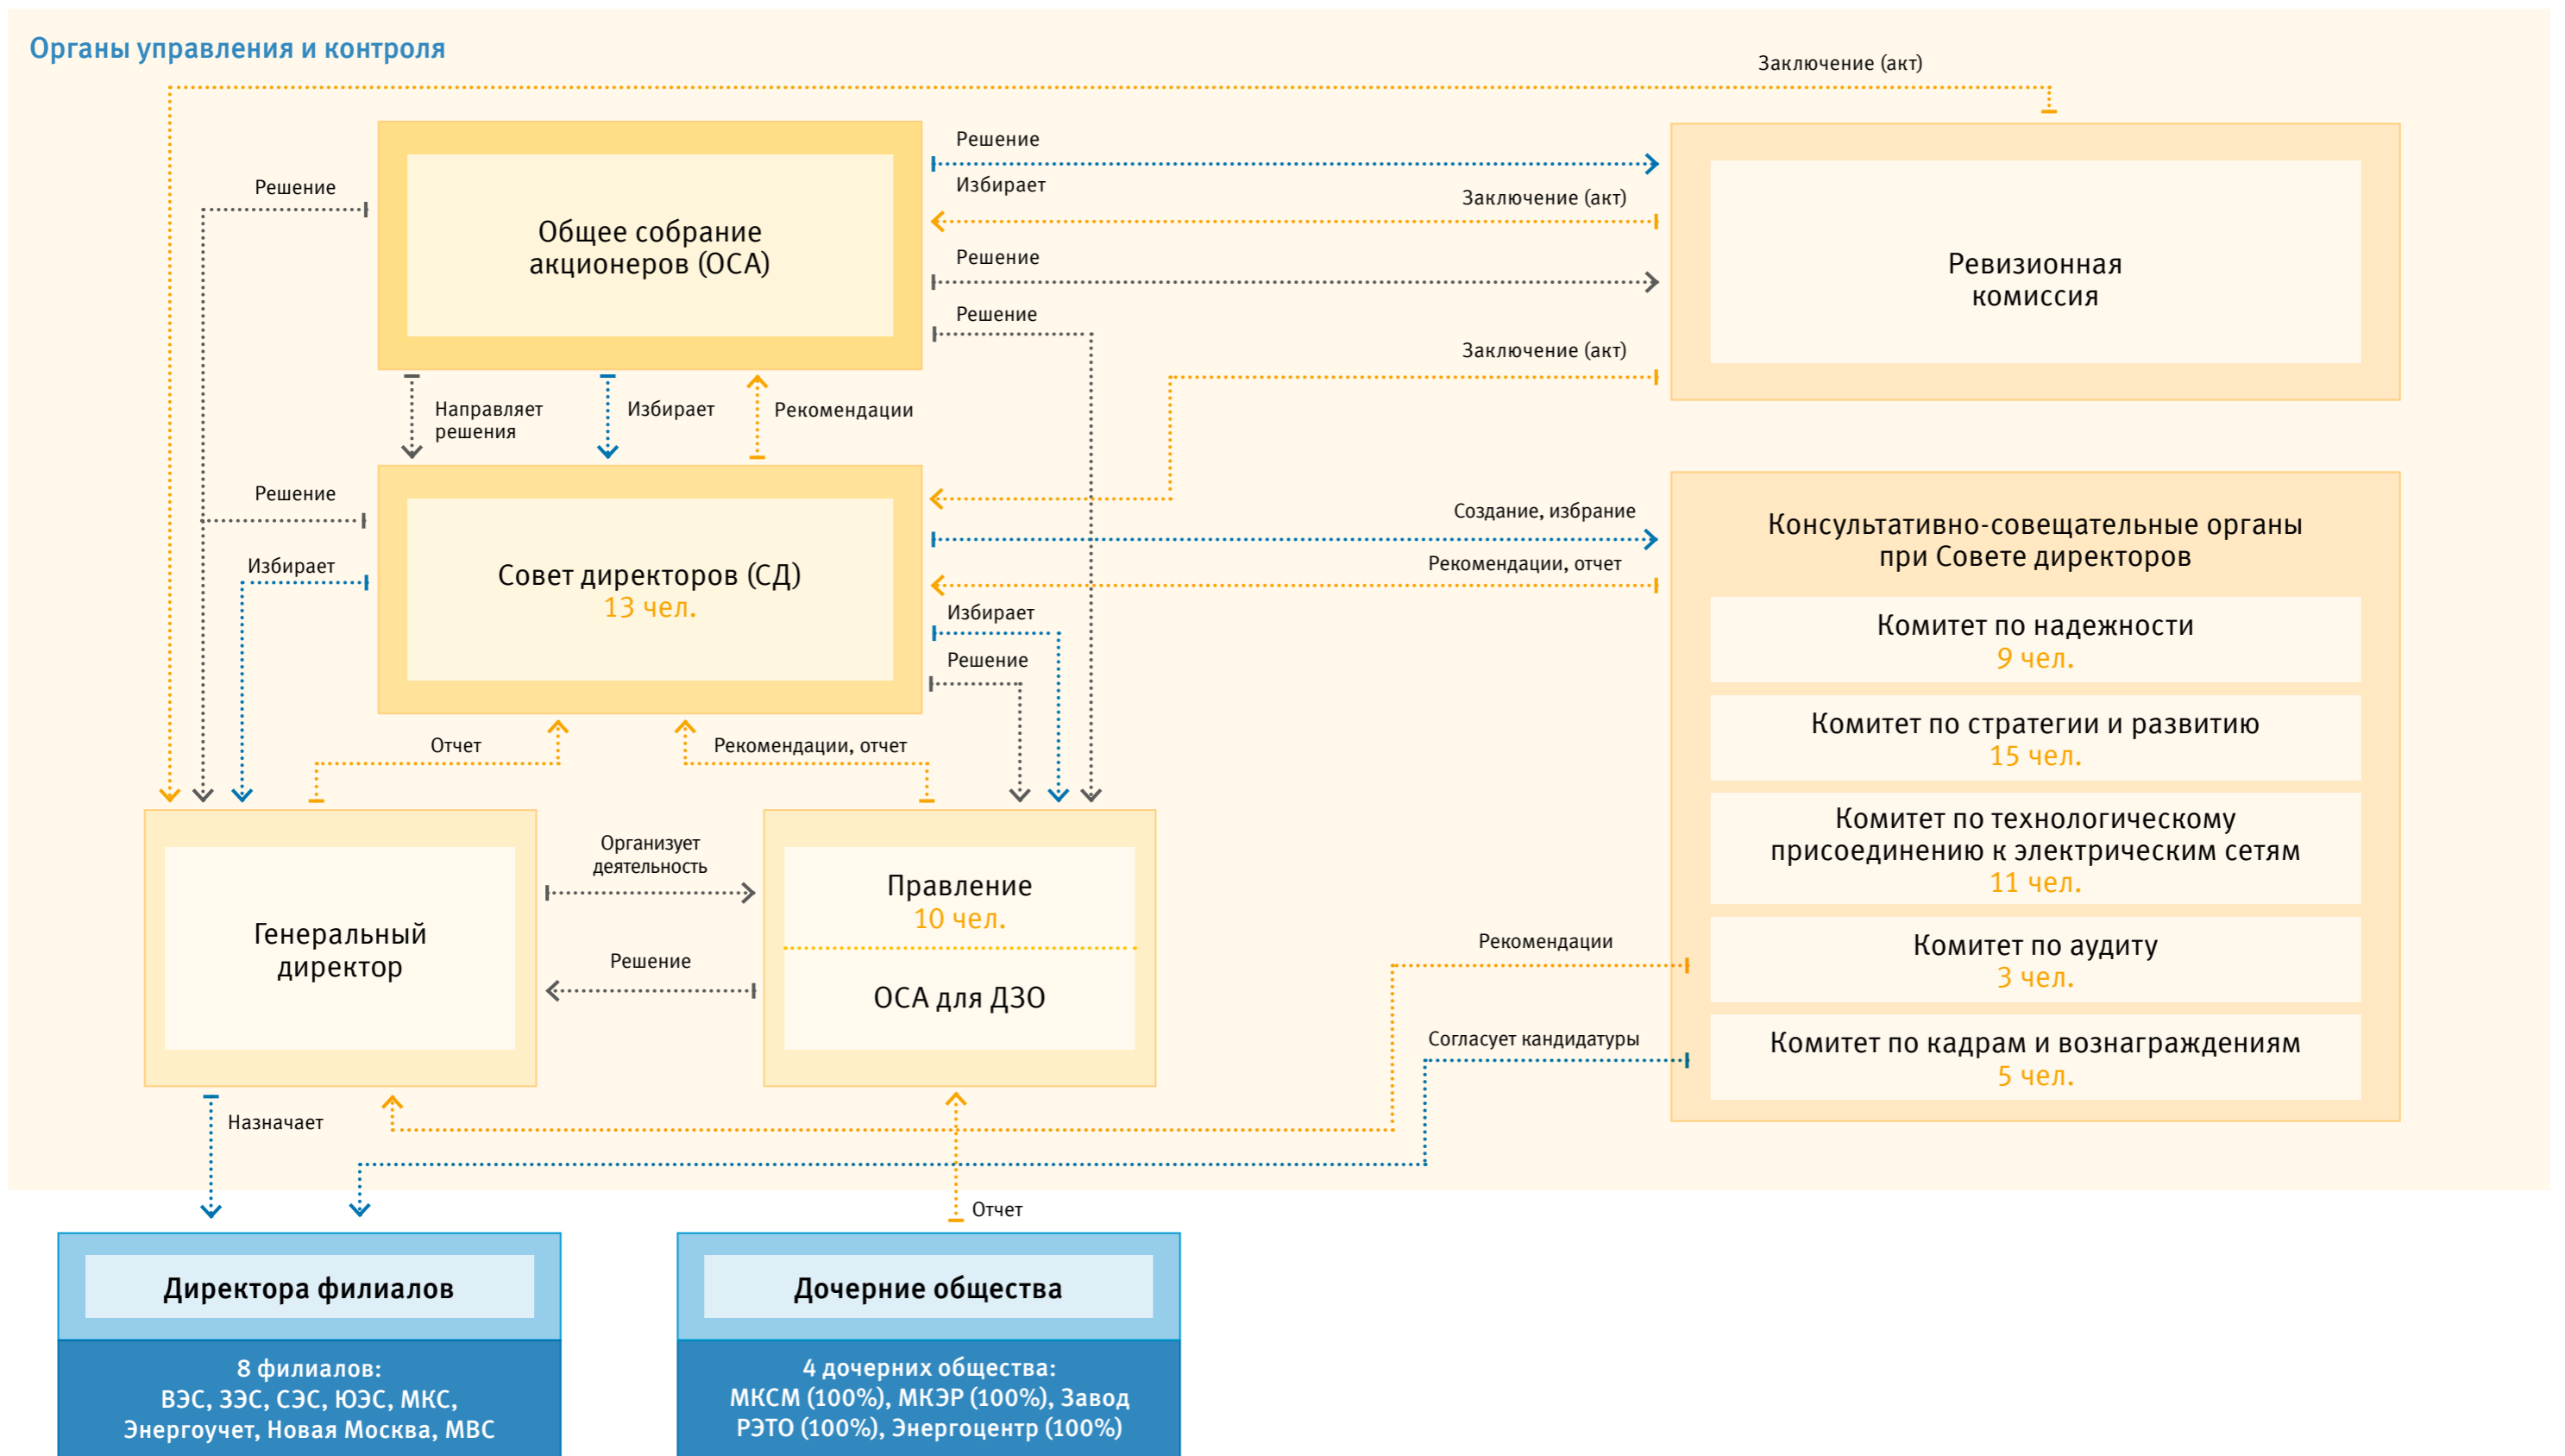 Органы управления и контроля
Заключение (акт)
Решение
Общее собрание
акционеров (ОСА)
Решение
Избирает
Заключение (акт)
Решение
Решение
Заключение (акт)
Ревизионная
комиссия
Направляет
решения
Избирает
Рекомендации
Решение
Избирает
Совет директоров (СД)
13 чел.
Создание, избрание
Рекомендации, отчет
Избирает
Решение
Консультативно-совещательные органы
при Совете директоров
Комитет по надежности
9 чел.
Комитет по стратегии и развитию
15 чел.
Комитет по технологическому
присоединению к электрическим сетям
11 чел.
Комитет по аудиту
3 чел.
Комитет по кадрам и вознаграждениям
5 чел.
Отчет
Рекомендации, отчет
Генеральный
директор
Организует
деятельность
Решение
Правление
10 чел.
ОСА для ДЗО
Рекомендации
Согласует кандидатуры
Назначает
Отчет
Директора филиалов
8 филиалов:
ВЭС, ЗЭС, СЭС, ЮЭС, МКС,
Энергоучет, Новая Москва, МВС
Дочерние общества
4 дочерних общества:
МКСМ (100%), МКЭР (100%), Завод
РЭТО (100%), Энергоцентр (100%)